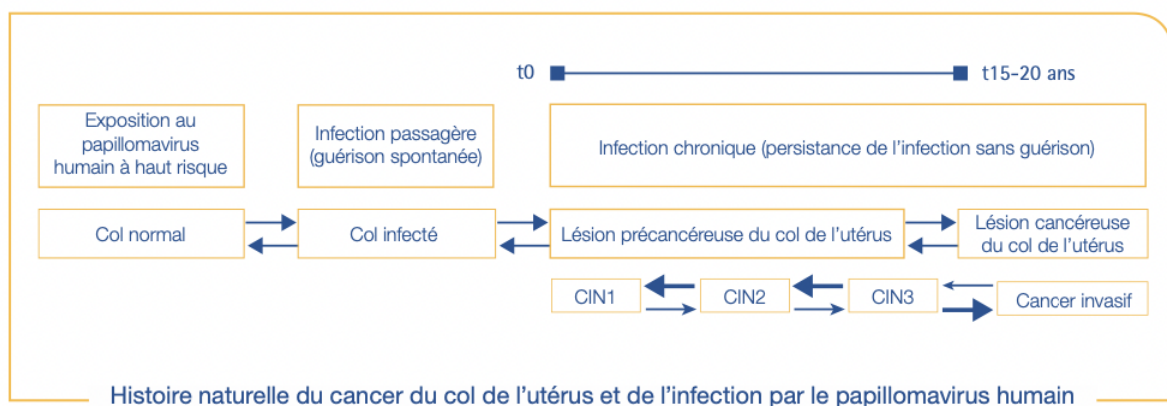 t0
t15-20 ans
Exposition au
papillomavirus
humain à haut risque
Infection passagère
(guérison spontanée)
Infection chronique (persistance de l'infection sans guérison)
Col normal
Col infecté
Lésion précancéreuse du col de l'utérus
Lésion cancéreuse
du col de l'utérus
CIN1
CIN2
CIN3
Cancer invasif
Histoire naturelle du cancer du col de l'utérus et de l'infection par le papillomavirus humain